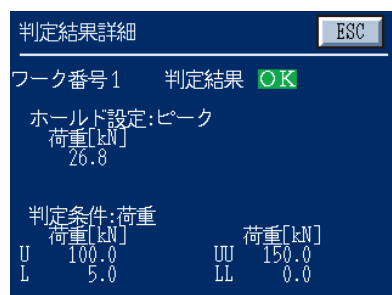 判定結果詳細 ESC
ワーク番号1 判定結果 OK
ホールド設定:ピーク
荷重[kN]
26.8
判定条件:荷重
荷重[kN] 荷重[kN]
U 100.0 UU 150.0
L 5.0 LL 0.0